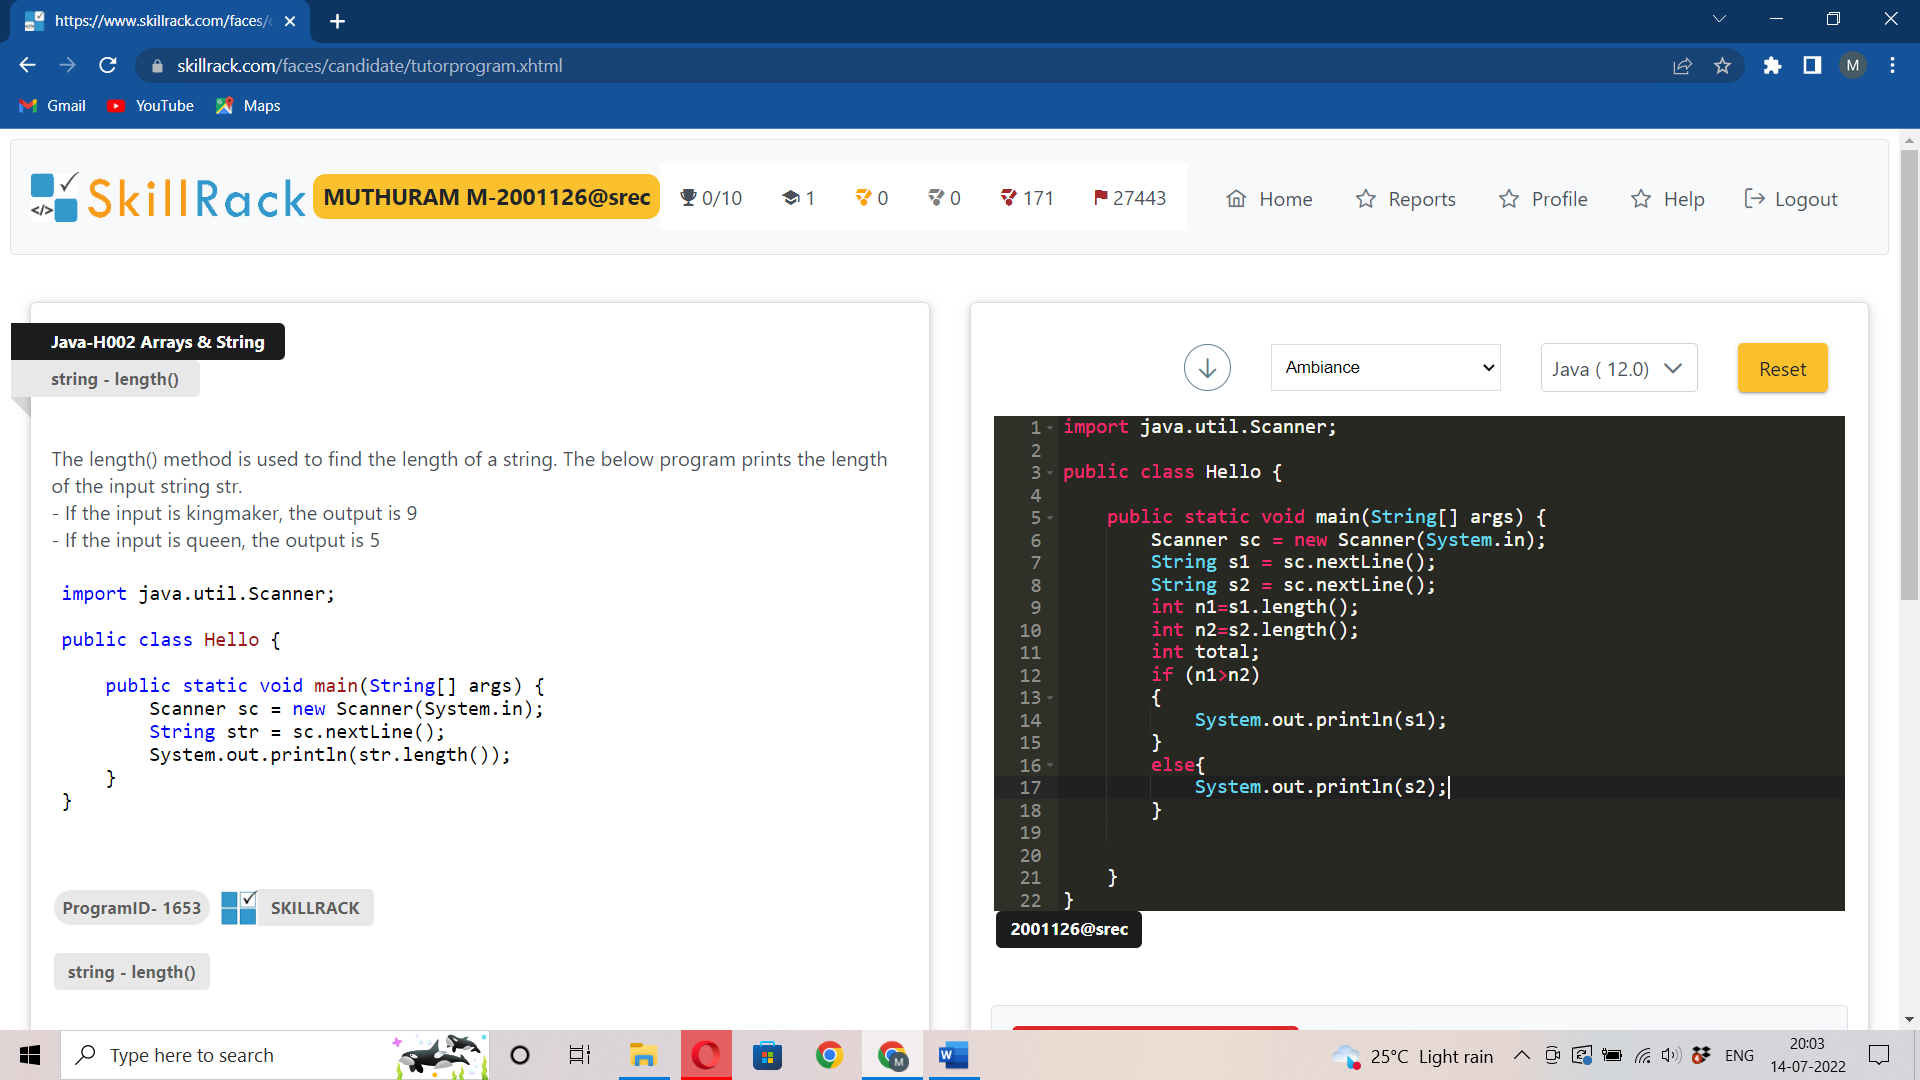 https://www.skillrack.com/faces/c
skillrack.com/faces/candidate/tutorprogram.xhtml
M
Gmail
YouTube
Maps
SkillRack
MUTHURAM M-2001126@srec
0/10
1
0
0
171
27443
Home
Reports
Profile
Help
Logout
Java-H002 Arrays & String
string - length()
The length() method is used to find the length of a string. The below program prints the length
of the input string str.
- If the input is kingmaker, the output is 9
- If the input is queen, the output is 5
import java.util.Scanner;
public class Hello {
public static void main(String[] args) {
Scanner sc = new Scanner(System.in);
String str = sc.nextLine();
System.out.println(str.length());
}
}
ProgramID- 1653
SKILLRACK
string - length()
Ambiance
Java ( 12.0)
Reset
1 import java.util.Scanner;
2
3 public class Hello {
4
5 public static void main(String[] args) {
6 Scanner sc = new Scanner(System.in);
7 String s1 = sc.nextLine();
8 String s2 = sc.nextLine();
9 int n1=s1.length();
10 int n2=s2.length();
11 int total;
12 if (n1>n2)
13 {
14 System.out.println(s1);
15 }
16 else{
17 System.out.println(s2);
18 }
19
20
21 }
22 }
2001126@srec
Type here to search
M
W
25°C Light rain
ENG
20:03
14-07-2022